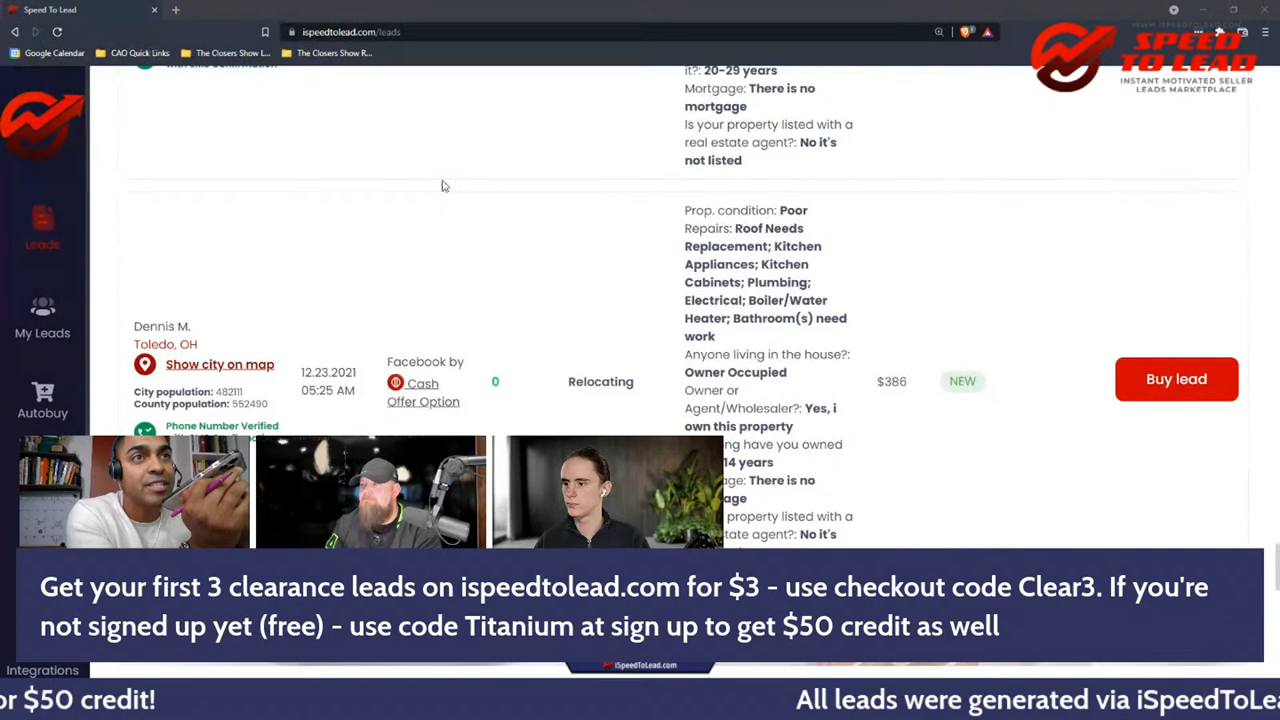 Speed To Lead
ispeedtolead.com/leads
Google Calendar
CAO Quick Links
The Closers Show L...
The Closers Show R...
WWW.ISPEEDTOLEAD.COM
SPEED
TO LEAD
INSTANT MOTIVATED SELLER
LEADS MARKETPLACE
it?: 20-29 years
Mortgage: There is no
mortgage
Is your property listed with a
real estate agent?: No it's
not listed
Leads
My Leads
Autobuy
Integrations
Dennis M.
Toledo, OH
Show city on map
City population: 482111
County population: 552490
Phone Number Verified
12.23.2021
05:25 AM
Facebook by
Cash
Offer Option
0
Relocating
Prop. condition: Poor
Repairs: Roof Needs
Replacement; Kitchen
Appliances; Kitchen
Cabinets; Plumbing;
Electrical; Boiler/Water
Heater; Bathroom(s) need
work
Anyone living in the house?:
Owner Occupied
Owner or
Agent/Wholesaler?: Yes, i
own this property
have you owned
14 years
There is no
property listed with a
agent?: No it's
$386
NEW
Buy lead
Get your first 3 clearance leads on ispeedtolead.com for $3 - use checkout code Clear3. If you're
not signed up yet (free) - use code Titanium at sign up to get $50 credit as well
iSpeedToLead.com
or $50 credit!
All leads were generated via iSpeedToLea